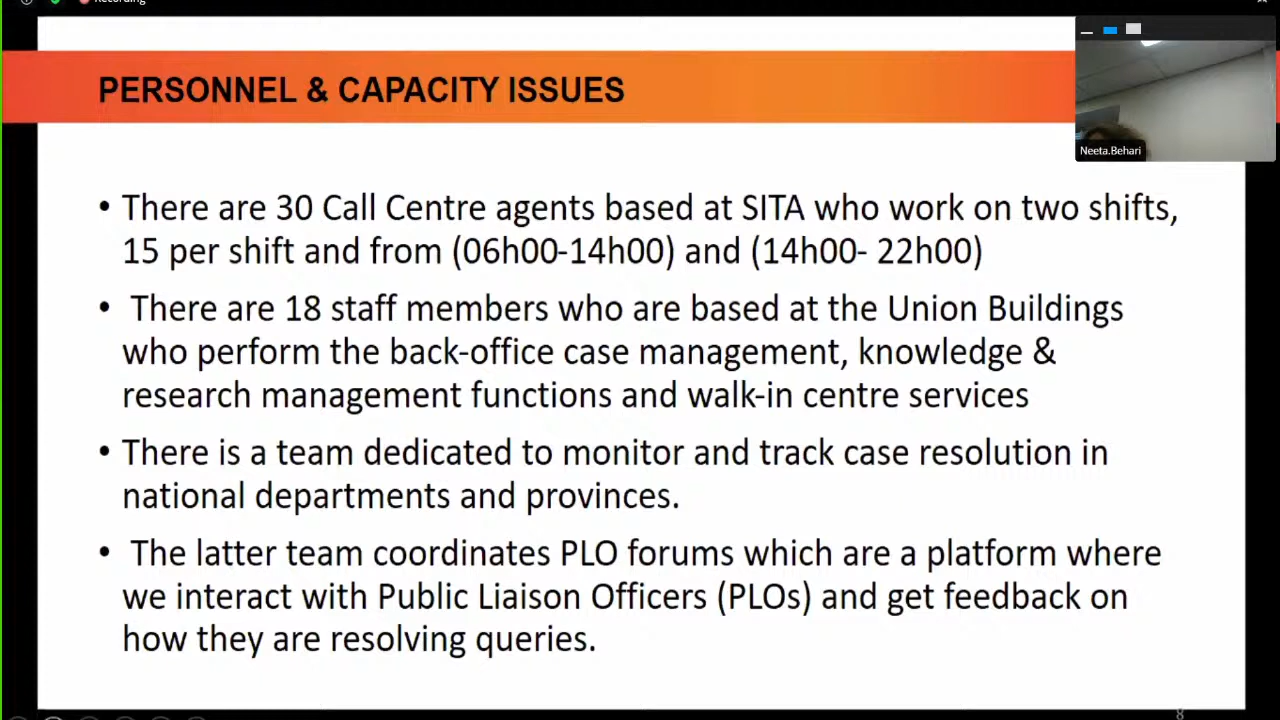 Recording
PERSONNEL & CAPACITY ISSUES
Neeta.Behari
• There are 30 Call Centre agents based at SITA who work on two shifts,
15 per shift and from (06h00-14h00) and (14h00- 22h00)
• There are 18 staff members who are based at the Union Buildings
who perform the back-office case management, knowledge &
research management functions and walk-in centre services
• There is a team dedicated to monitor and track case resolution in
national departments and provinces.
• The latter team coordinates PLO forums which are a platform where
we interact with Public Liaison Officers (PLOs) and get feedback on
how they are resolving queries.
8